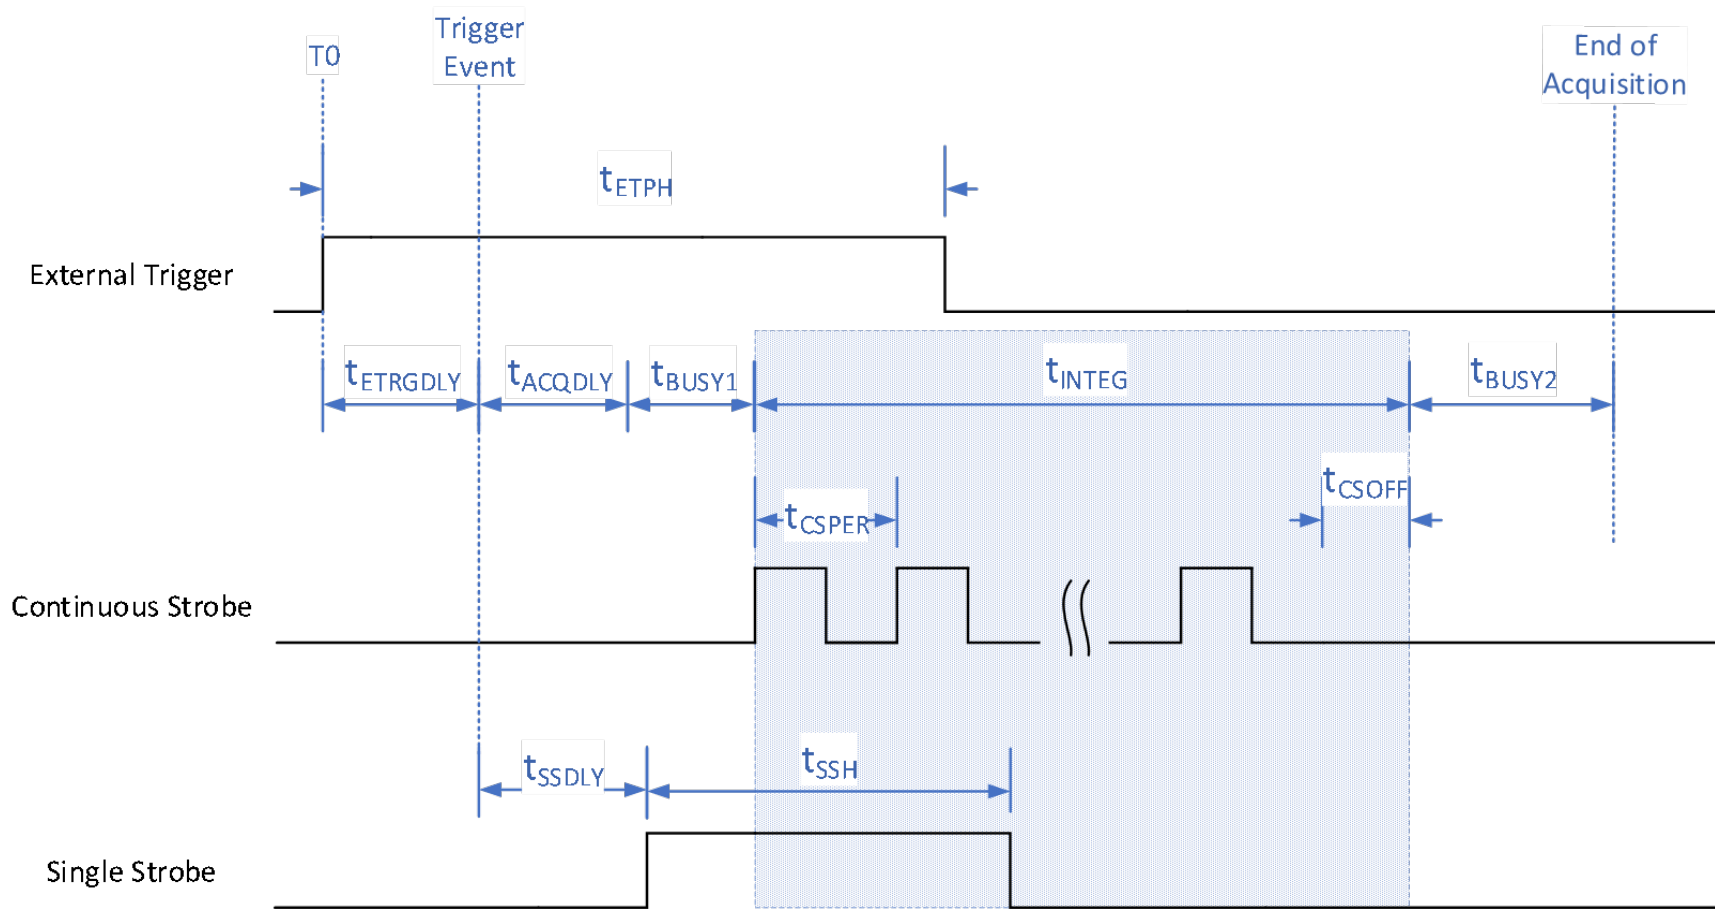 T0
Trigger
Event
End of
Acquisition
tETPH
External Trigger
tETRGDLY
tACQDLY
tBUSY1
tINTEG
tBUSY2
tCSOFF
tCSPER
Continuous Strobe
tSSDLY
tSSH
Single Strobe